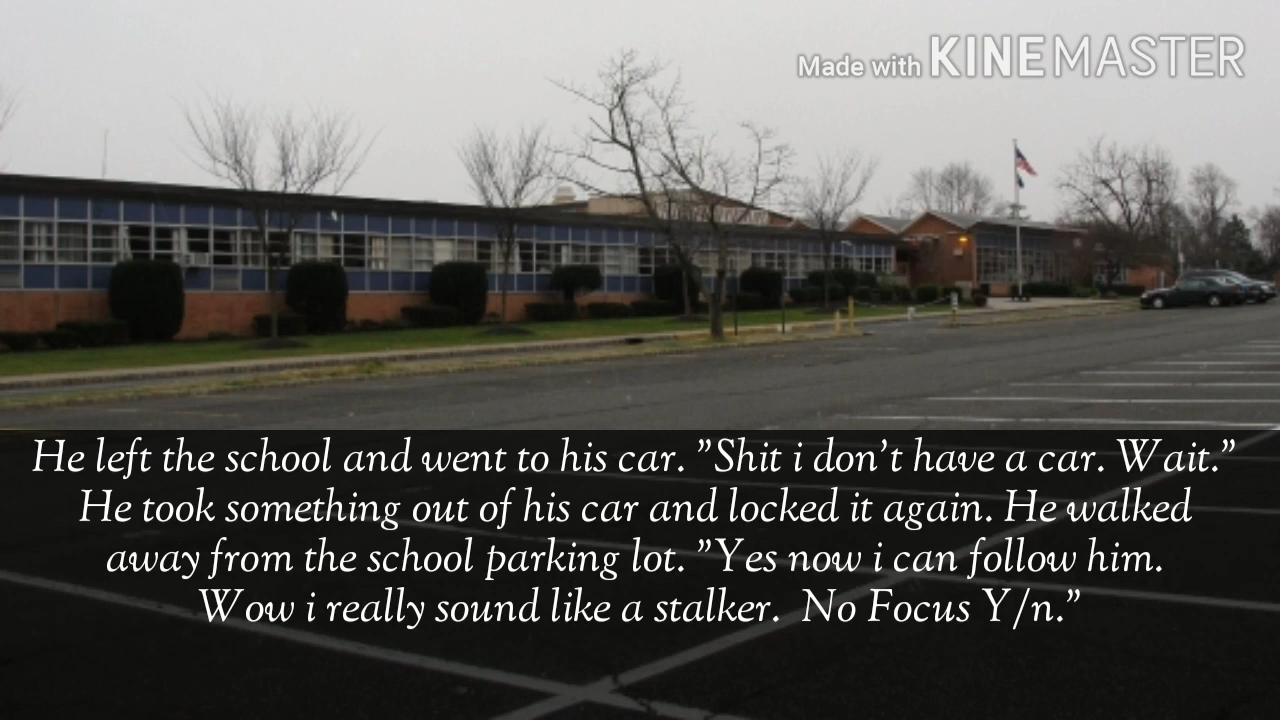 Made with KINEMASTER
He left the school and went to his car. ”Shit i don’t have a car. Wait.”
He took something out of his car and locked it again. He walked
away from the school parking lot. ”Yes now i can follow him.
Wow i really sound like a stalker. No Focus Y/n.”